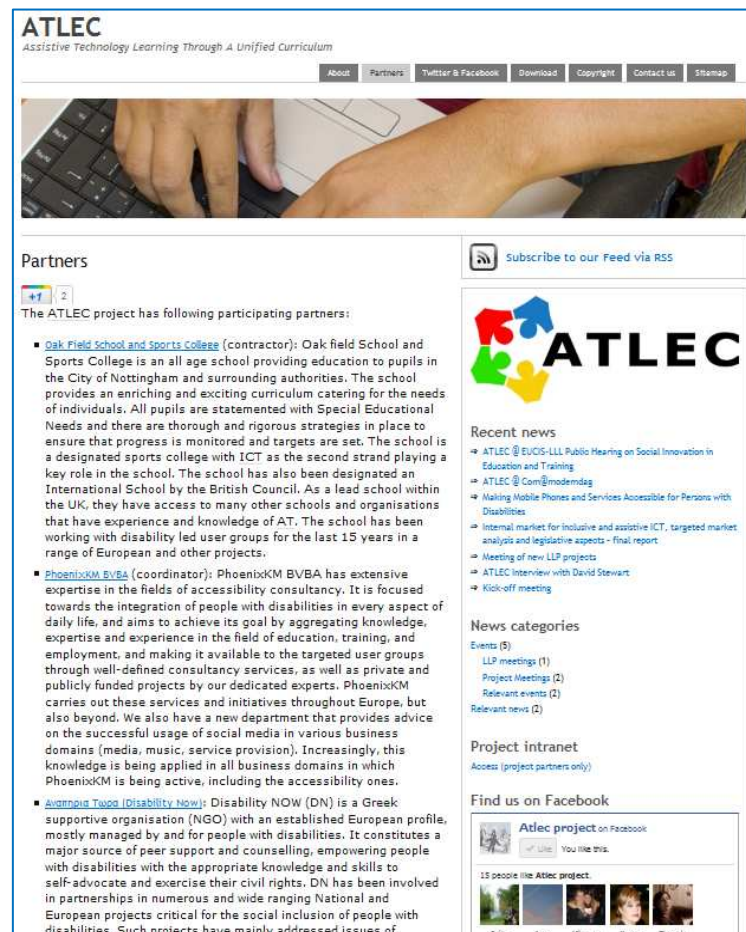 ATLEC
Assistive Technology Learning Through A Unified Curriculum
About
Partners
Twitter & Facebook
Download
Copyright
Contact us
Sitemap
Partners
+1 2
The ATLEC project has following participating partners:
Oak Field School and Sports College (contractor): Oak field School and
Sports College is an all age school providing education to pupils in
the City of Nottingham and surrounding authorities. The school
provides an enriching and exciting curriculum catering for the needs
of individuals. All pupils are statemented with Special Educational
Needs and there are thorough and rigorous strategies in place to
ensure that progress is monitored and targets are set. The school is
a designated sports college with ICT as the second strand playing a
key role in the school. The school has also been designated an
International School by the British Council. As a lead school within
the UK, they have access to many other schools and organisations
that have experience and knowledge of AT. The school has been
working with disability led user groups for the last 15 years in a
range of European and other projects.
PhoenixKM BVBA (coordinator): PhoenixKM BVBA has extensive
expertise in the fields of accessibility consultancy. It is focused
towards the integration of people with disabilities in every aspect of
daily life, and aims to achieve its goal by aggregating knowledge,
expertise and experience in the field of education, training, and
employment, and making it available to the targeted user groups
through well-defined consultancy services, as well as private and
publicly funded projects by our dedicated experts. PhoenixKM
carries out these services and initiatives throughout Europe, but
also beyond. We also have a new department that provides advice
on the successful usage of social media in various business
domains (media, music, service provision). Increasingly, this
knowledge is being applied in all business domains in which
PhoenixKM is being active, including the accessibility ones.
Αναπηρια Τωρα (Disability Now): Disability NOW (DN) is a Greek
supportive organisation (NGO) with an established European profile,
mostly managed by and for people with disabilities. It constitutes a
major source of peer support and counselling, empowering people
with disabilities with the appropriate knowledge and skills to
self-advocate and exercise their civil rights. DN has been involved
in partnerships in numerous and wide ranging National and
European projects critical for the social inclusion of people with
disabilities. Such projects have mainly addressed issues of
Subscribe to our Feed via RSS
ATLEC
Recent news
ATLEC @ EUCIS-LLL Public Hearing on Social Innovation in
Education and Training
ATLEC @ Com@modemdag
Making Mobile Phones and Services Accessible for Persons with
Disabilities
Internal market for inclusive and assistive ICT, targeted market
analysis and legislative aspects - final report
Meeting of new LLP projects
ATLEC Interview with David Stewart
Kick-off meeting
News categories
Events (5)
LLP meetings (1)
Project Meetings (2)
Relevant events (2)
Relevant news (2)
Project intranet
Access (project partners only)
Find us on Facebook
Atlec project on Facebook
Like You like this.
15 people like Atlec project.